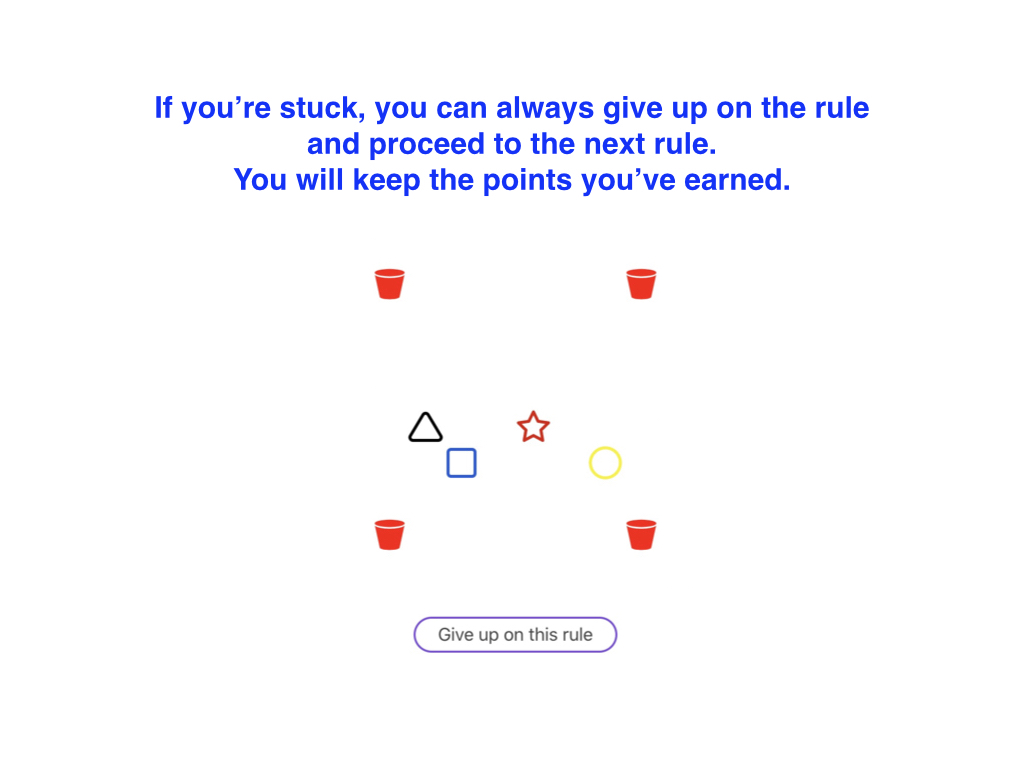 If you’re stuck, you can always give up on the rule
and proceed to the next rule.
You will keep the points you’ve earned.
Give up on this rule